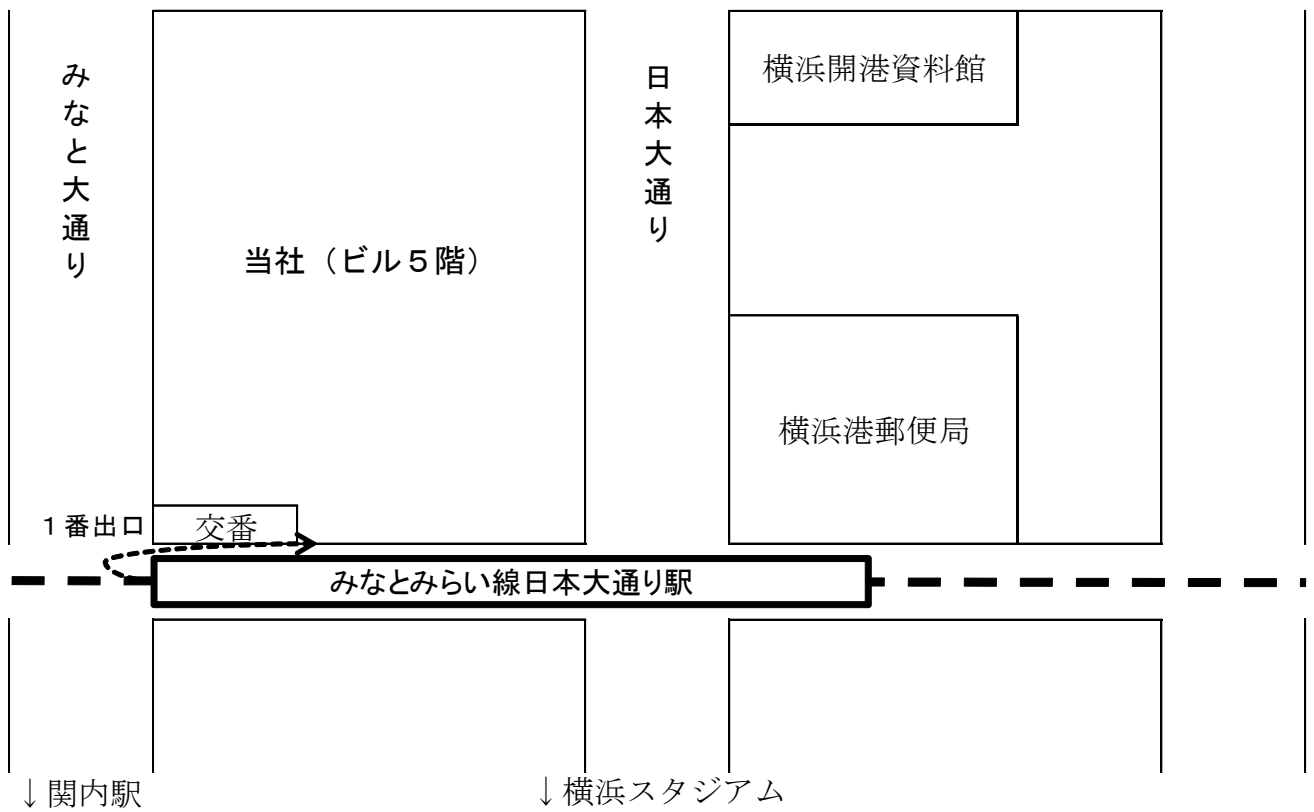 みなと大通り
日本大通り
横浜開港資料館
当社（ビル５階）
横浜港郵便局
１番出口
交番
みなとみらい線日本大通り駅
↓関内駅
↓横浜スタジアム